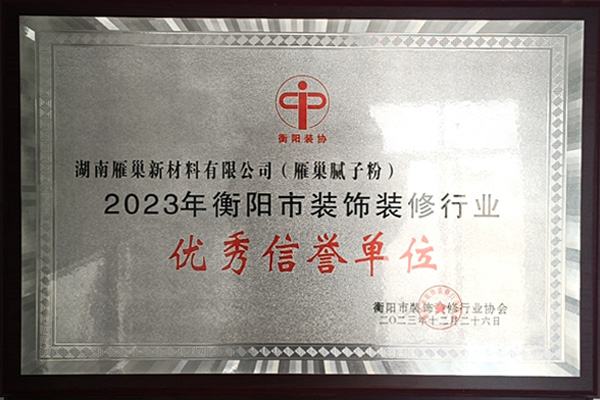 衡阳装协
湖南雁巢新材料有限公司（雁巢腻子粉）
2023年衡阳市装饰装修行业
优秀信誉单位
衡阳市装饰装修行业协会
二〇二三年十二月二十六日